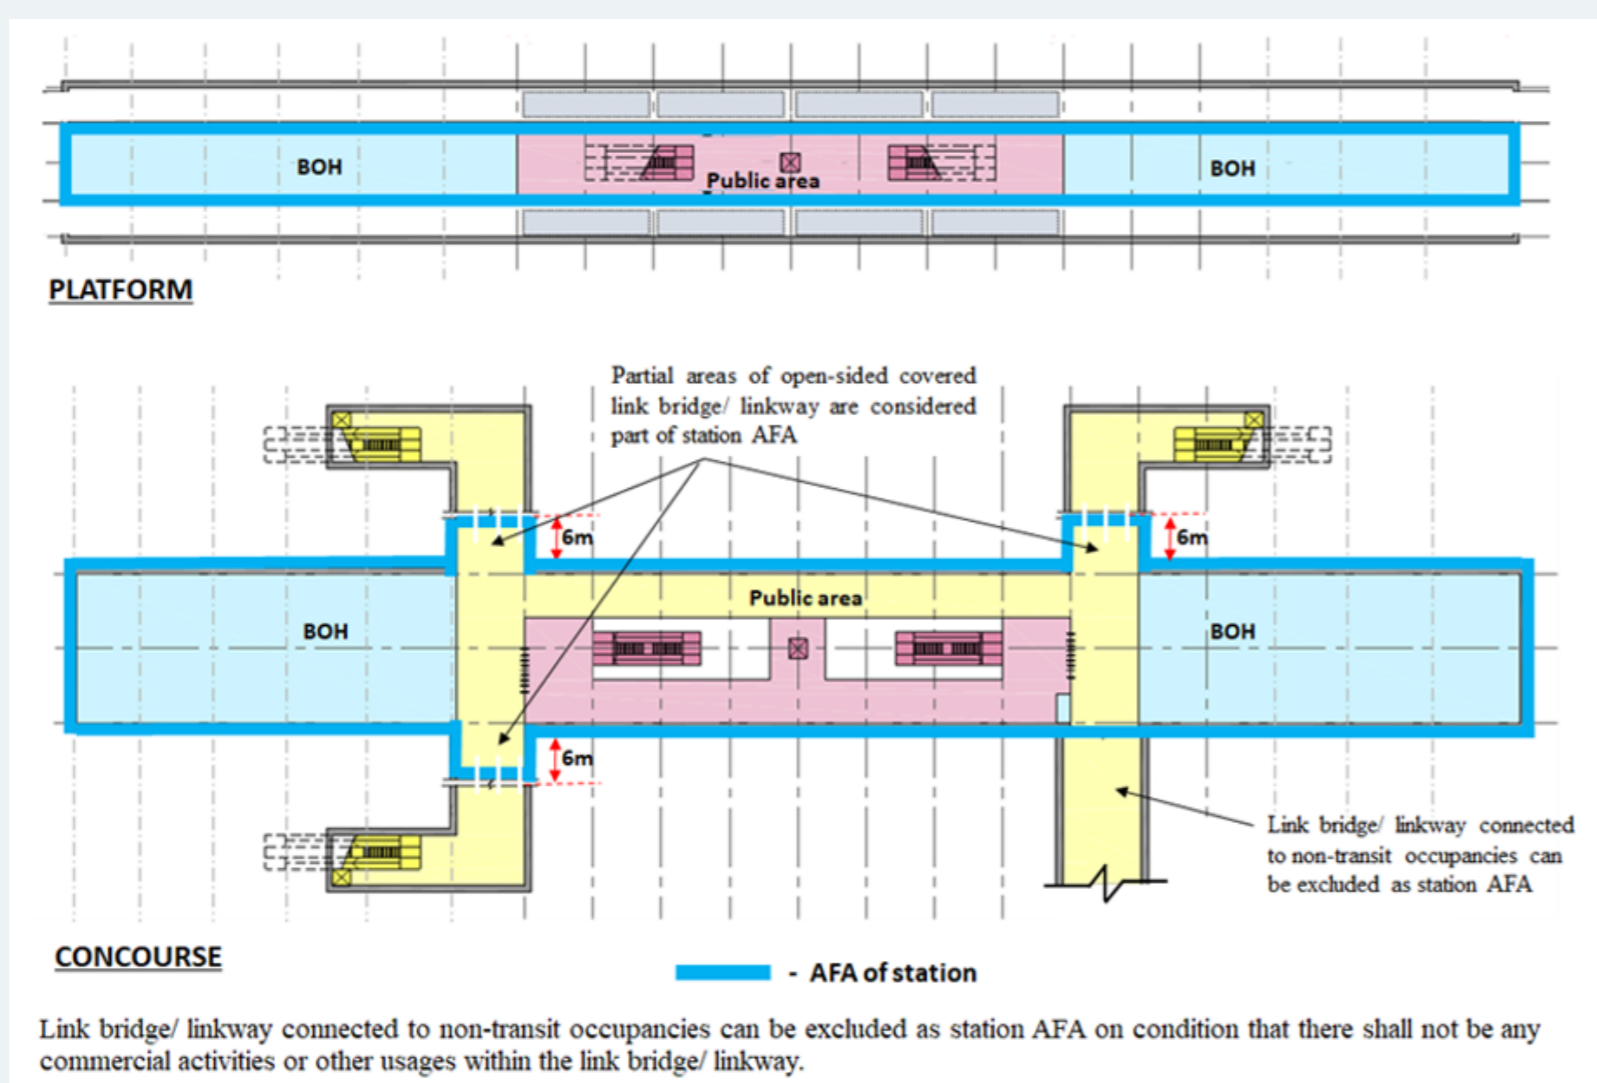 BOH
Public area
BOH
PLATFORM
Partial areas of open-sided covered
link bridge/ linkway are considered
part of station AFA
6m
6m
Public area
BOH
BOH
6m
Link bridge/ linkway connected
to non-transit occupancies can
be excluded as station AFA
CONCOURSE
- AFA of station
Link bridge/ linkway connected to non-transit occupancies can be excluded as station AFA on condition that there shall not be any
commercial activities or other usages within the link bridge/ linkway.